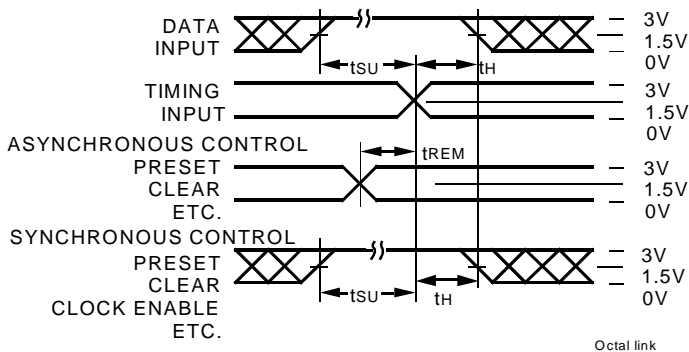 DATA
INPUT
tSU
tH
3V
1.5V
0V
TIMING
INPUT
3V
1.5V
0V
ASYNCHRONOUS CONTROL
PRESET
CLEAR
ETC.
tREM
3V
1.5V
0V
SYNCHRONOUS CONTROL
PRESET
CLEAR
CLOCK ENABLE
ETC.
tSU
tH
3V
1.5V
0V
Octal link